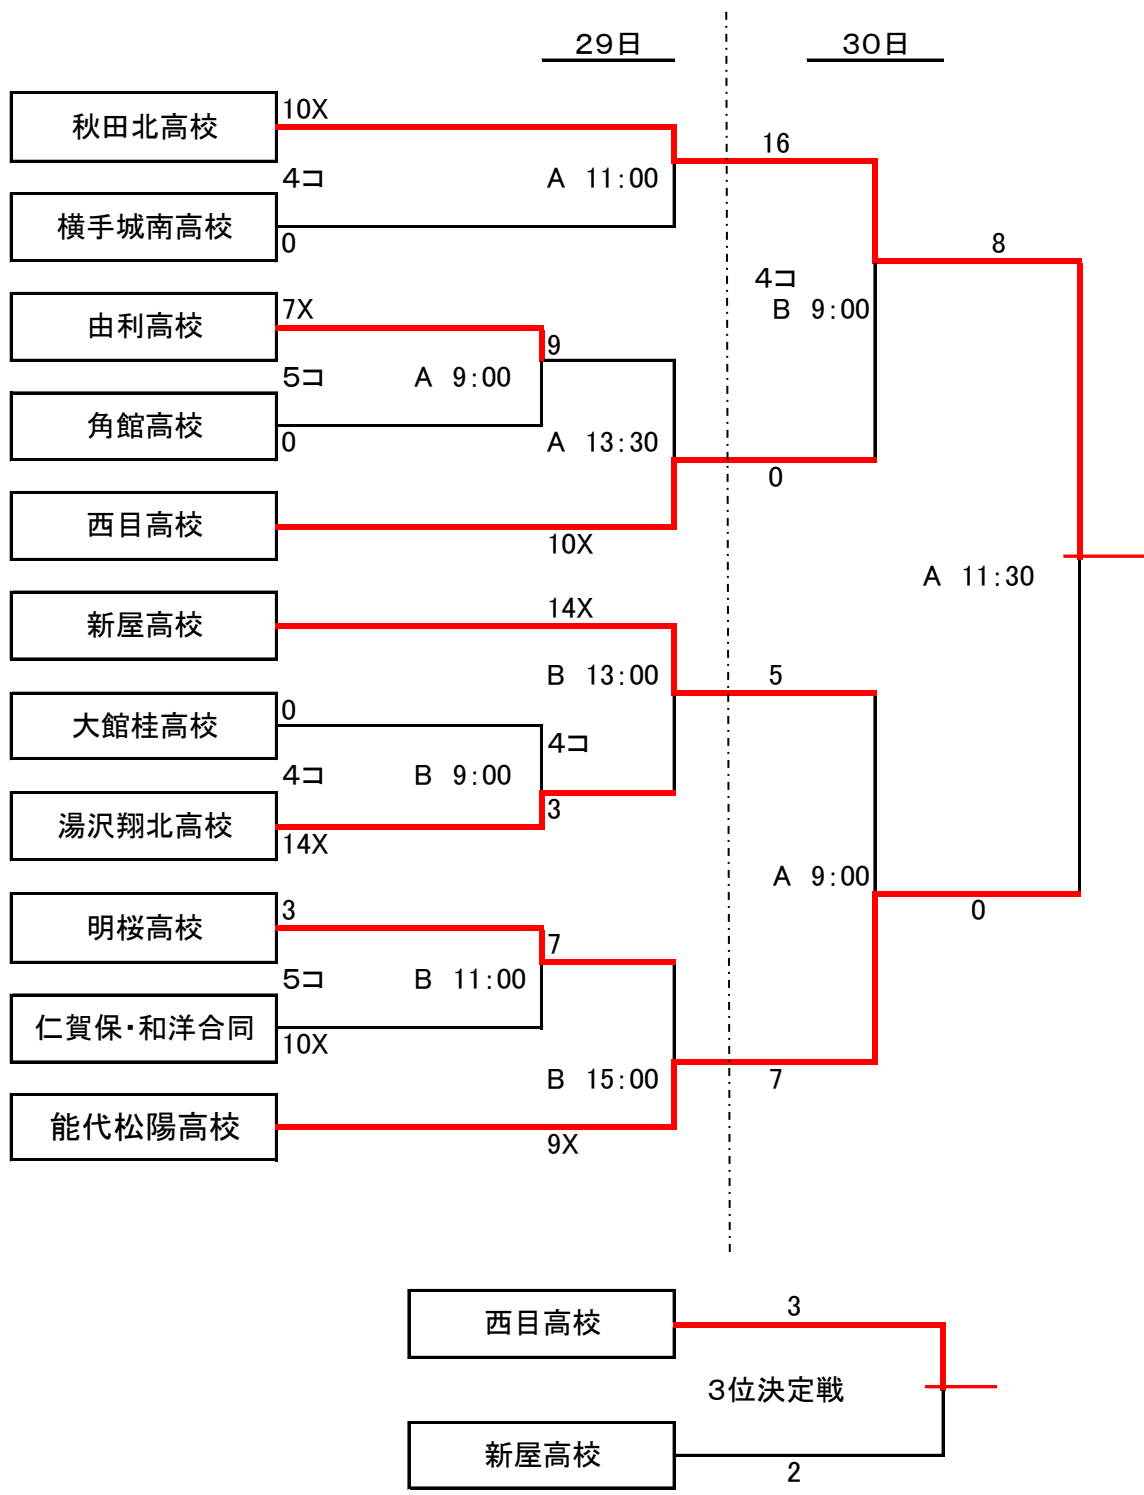 29日
30日
秋田北高校
10X
16
4コ
A 11:00
横手城南高校
0
8
4コ
B 9:00
由利高校
7X
9
5コ
A 9:00
角館高校
0
A 13:30
0
西目高校
10X
A 11:30
新屋高校
14X
B 13:00
5
大館桂高校
0
4コ
4コ
B 9:00
3
湯沢翔北高校
14X
A 9:00
0
明桜高校
3
7
5コ
B 11:00
仁賀保・和洋合同
10X
B 15:00
7
能代松陽高校
9X
西目高校
3
3位決定戦
新屋高校
2